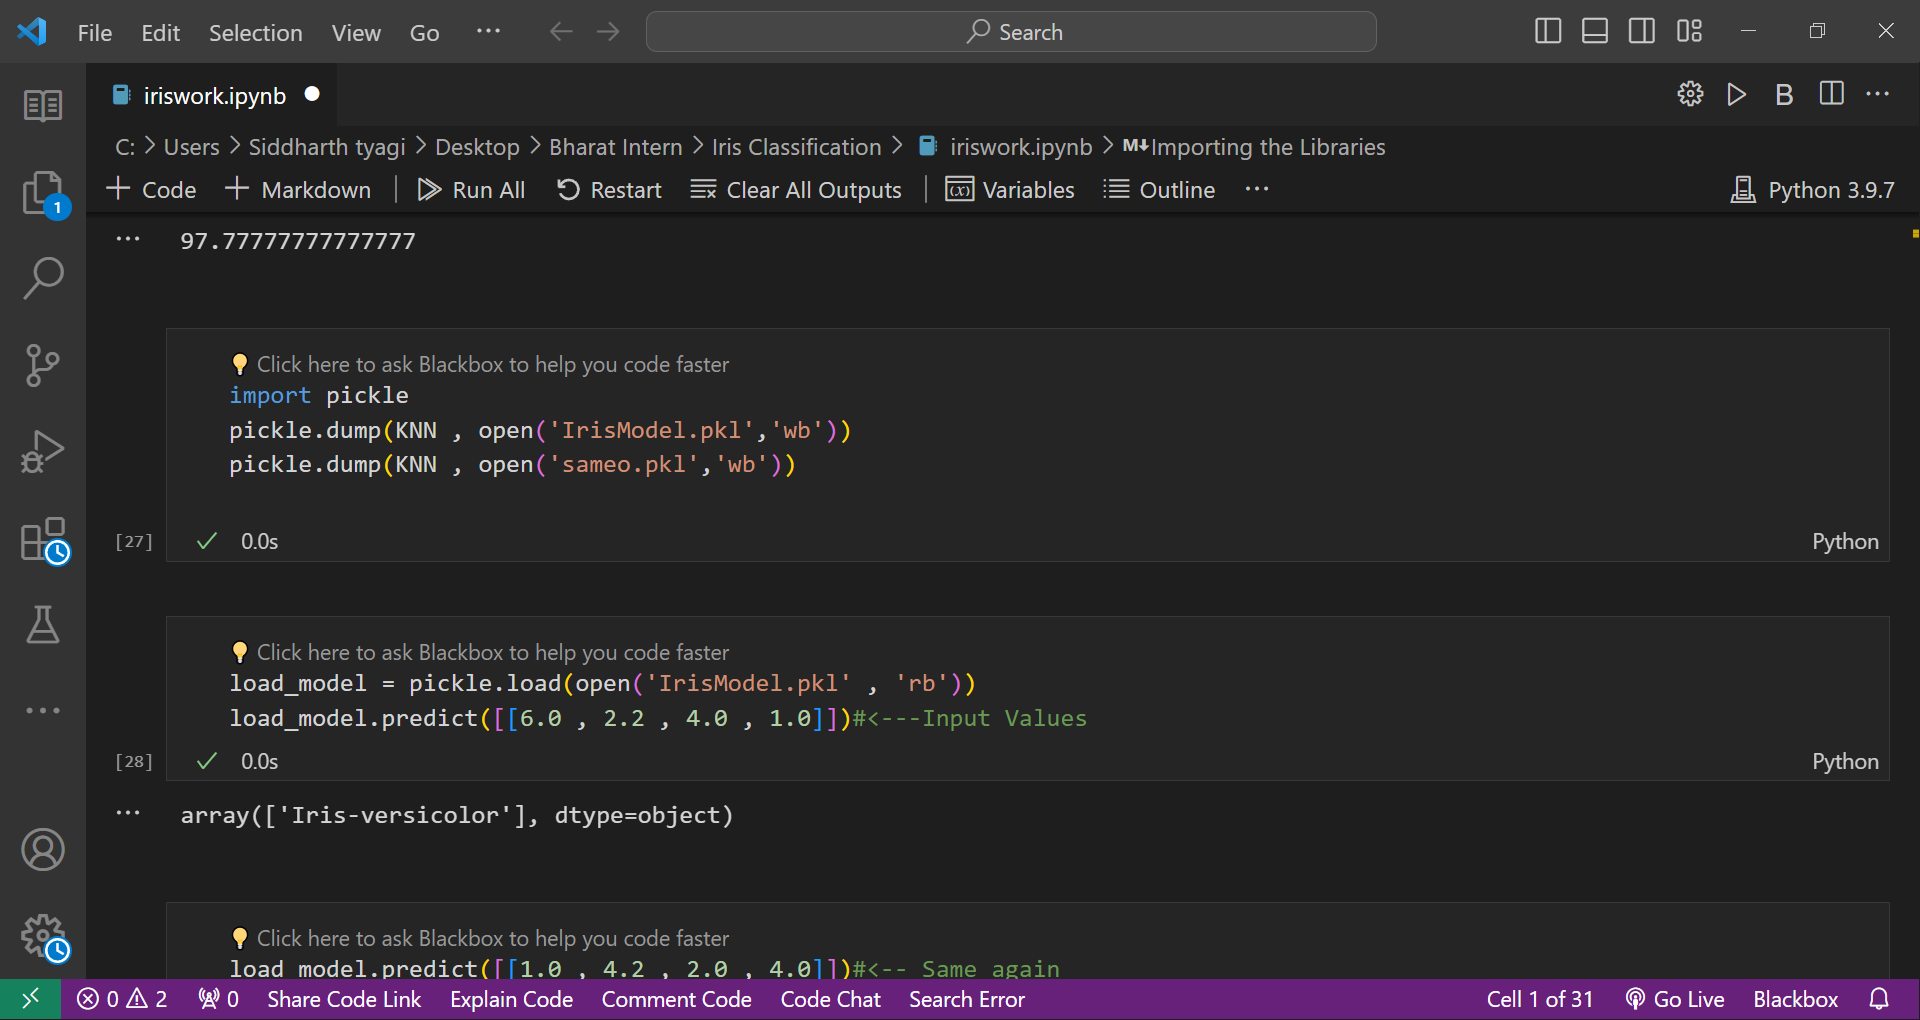 File Edit Selection View Go ... Search
iriswork.ipynb
B ...
C: > Users > Siddharth tyagi > Desktop > Bharat Intern > Iris Classification > iriswork.ipynb > M↓Importing the Libraries
+ Code + Markdown | Run All Restart Clear All Outputs | (x) Variables Outline ... Python 3.9.7
1
... 97.77777777777777
💡 Click here to ask Blackbox to help you code faster
import pickle
pickle.dump(KNN , open('IrisModel.pkl','wb'))
pickle.dump(KNN , open('sameo.pkl','wb'))
[27] ✓ 0.0s Python
💡 Click here to ask Blackbox to help you code faster
load_model = pickle.load(open('IrisModel.pkl' , 'rb'))
load_model.predict([[6.0 , 2.2 , 4.0 , 1.0]])#<---Input Values
[28] ✓ 0.0s Python
... array(['Iris-versicolor'], dtype=object)
💡 Click here to ask Blackbox to help you code faster
load_model.predict([[1.0 , 4.2 , 2.0 , 4.0]])#<-- Same again
0 2 0 Share Code Link Explain Code Comment Code Code Chat Search Error Cell 1 of 31 Go Live Blackbox